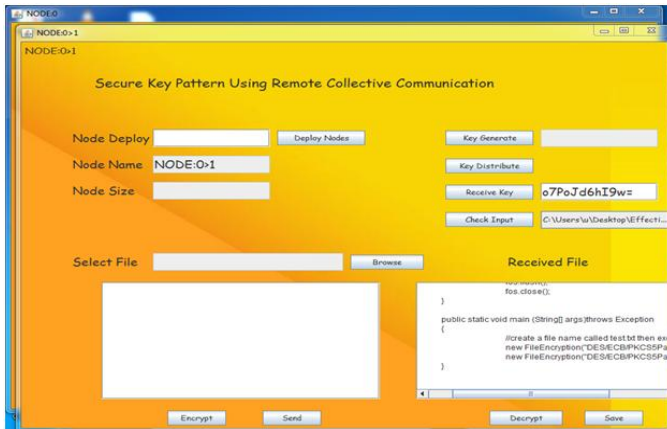 NODE:0
NODE:0>1
NODE:0>1
Secure Key Pattern Using Remote Collective Communication
Node Deploy
Deploy Nodes
Key Generate
Node Name
NODE:0>1
Key Distribute
Node Size
Receive Key
o7PoJd6hI9w=
Check Input
C:\Users\u\Desktop\Effecti...
Select File
Browse
Received File
fos.close();
}
public static void main (String[] args)throws Exception
{
//create a file name called test.txt then exe
new FileEncryption("DES/ECB/PKCS5Pa
new FileEncryption("DES/ECB/PKCS5Pa
}
Encrypt
Send
Decrypt
Save